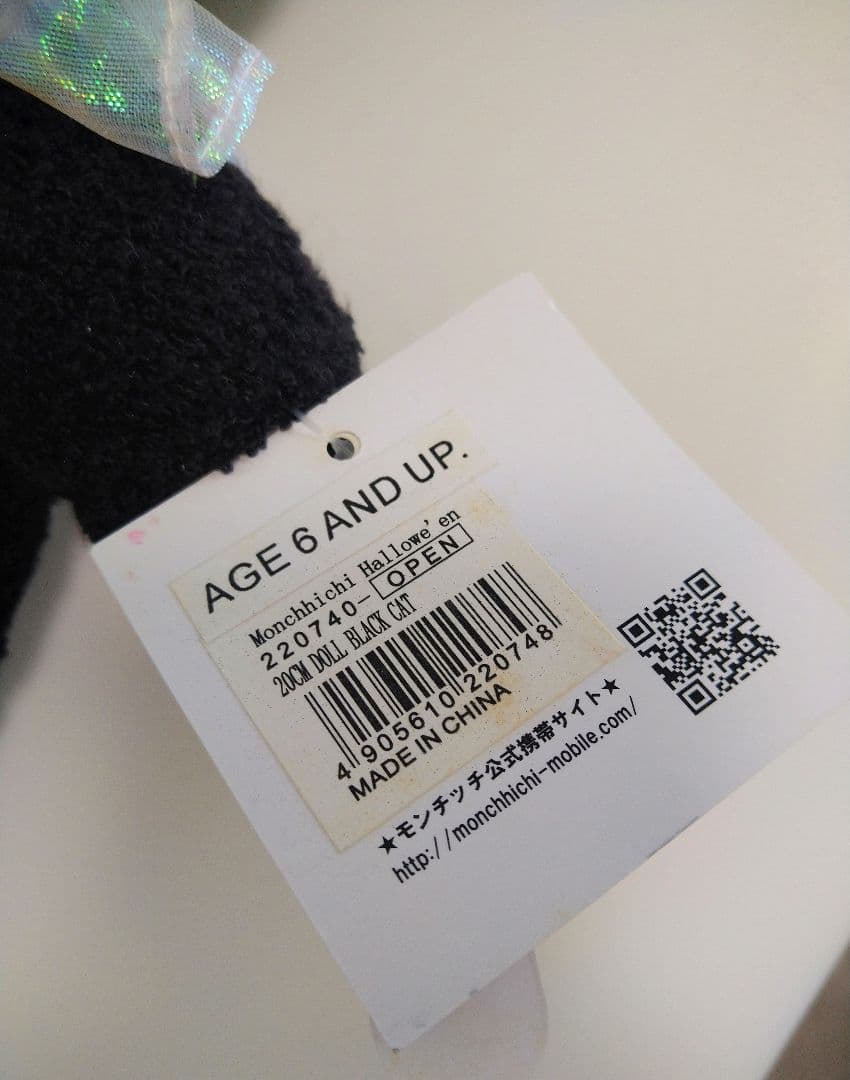 AGE 6 AND UP.
Monchhichi Hallowe'en
220740- OPEN
20CM DOLL BLACK CAT
4 905610 220748
MADE IN CHINA
★モンチッチ公式携帯サイト★
http://monchhichi-mobile.com/